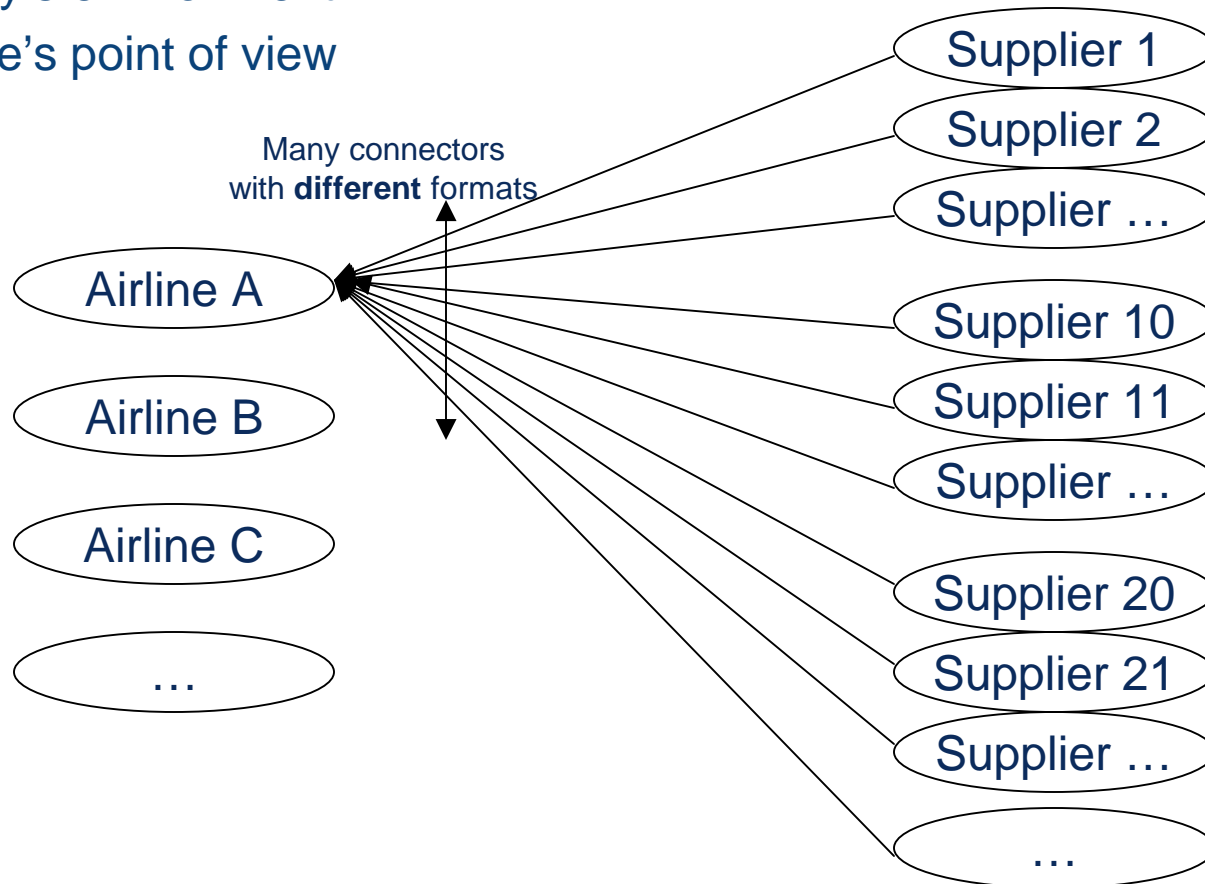 e's point of view
Many connectors
with different formats
Airline A
Airline B
Airline C
…
Supplier 1
Supplier 2
Supplier …
Supplier 10
Supplier 11
Supplier …
Supplier 20
Supplier 21
Supplier …
…